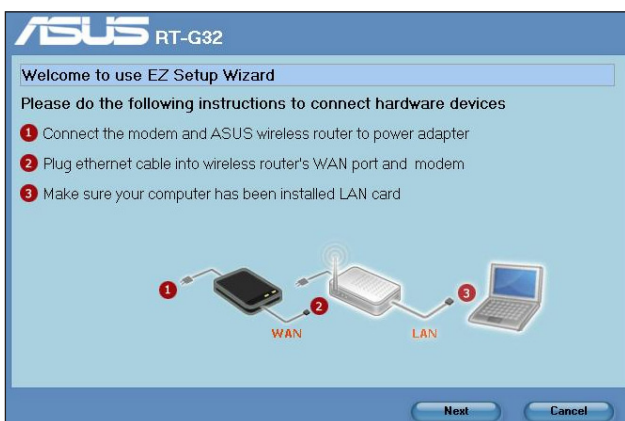 ASUS RT-G32
Welcome to use EZ Setup Wizard
Please do the following instructions to connect hardware devices
1 Connect the modem and ASUS wireless router to power adapter
2 Plug ethernet cable into wireless router's WAN port and modem
3 Make sure your computer has been installed LAN card
1
2
3
WAN
LAN
Next
Cancel